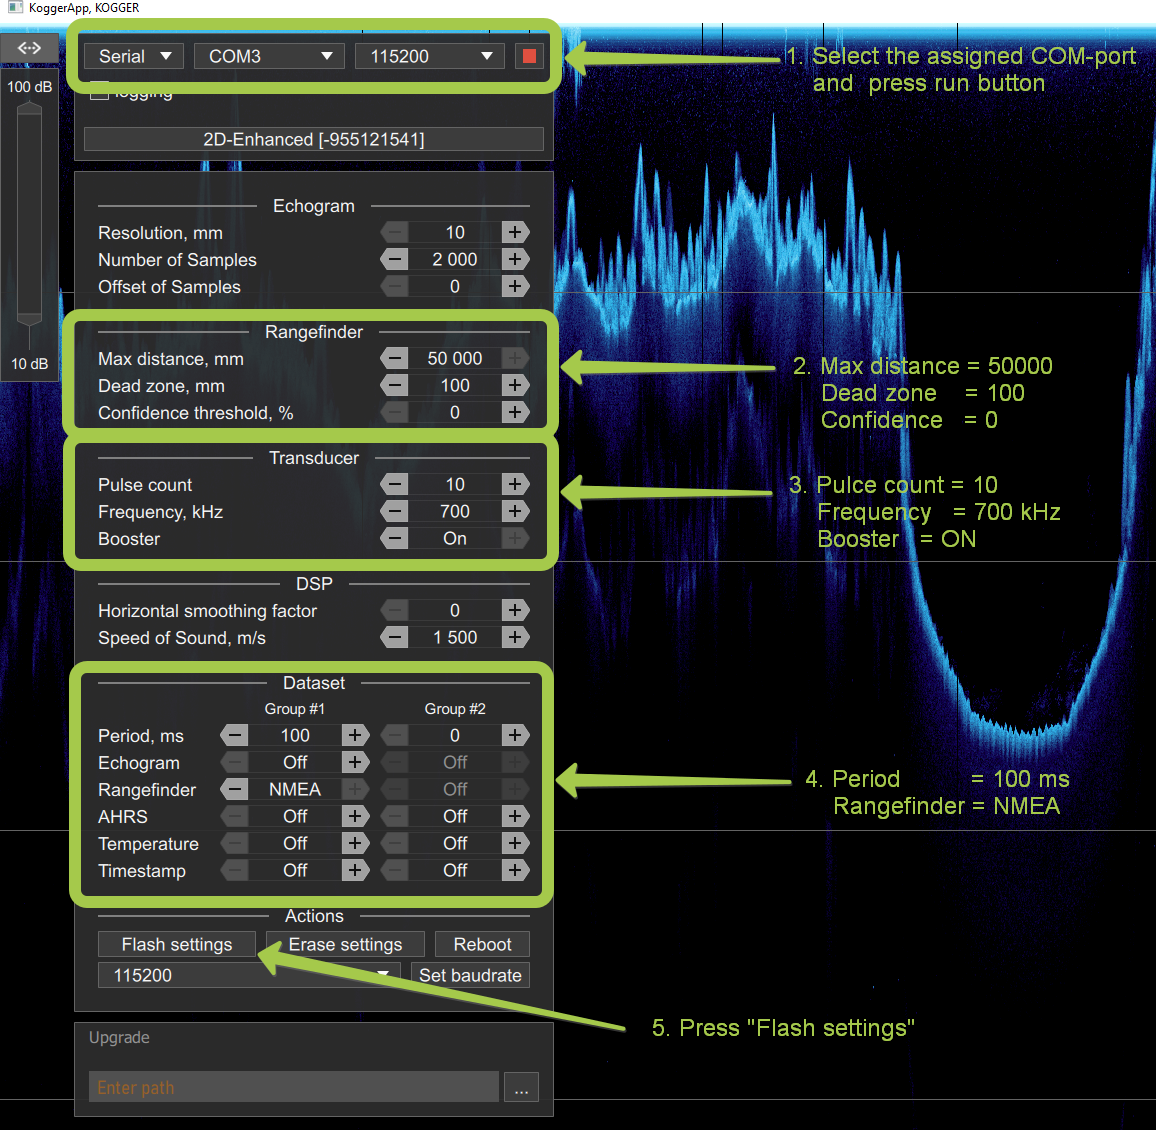 KoggerApp, KOGGER
Serial COM3 115200
1. Select the assigned COM-port
and press run button
100 dB
logging
2D-Enhanced [-955121541]
Echogram
Resolution, mm 10
Number of Samples 2 000
Offset of Samples 0
10 dB
Rangefinder
Max distance, mm 50 000
Dead zone, mm 100
Confidence threshold, % 0
2. Max distance = 50000
Dead zone = 100
Confidence = 0
Transducer
Pulse count 10
Frequency, kHz 700
Booster On
3. Pulce count = 10
Frequency = 700 kHz
Booster = ON
DSP
Horizontal smoothing factor 0
Speed of Sound, m/s 1 500
Dataset
Group #1 Group #2
Period, ms 100 0
Echogram Off Off
Rangefinder NMEA Off
AHRS Off Off
Temperature Off Off
Timestamp Off Off
4. Period = 100 ms
Rangefinder = NMEA
Actions
Flash settings Erase settings Reboot
115200 Set baudrate
5. Press "Flash settings"
Upgrade
Enter path ...